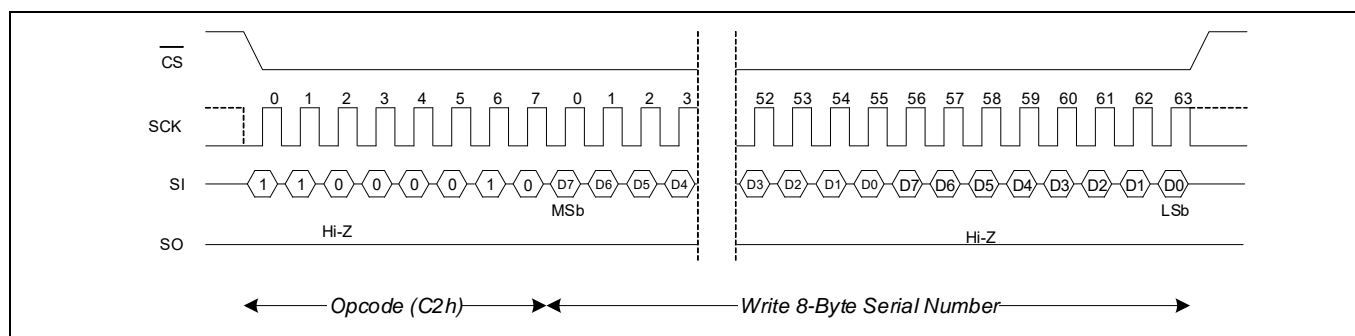 CS
0 1 2 3 4 5 6 7 0 1 2 3 52 53 54 55 56 57 58 59 60 61 62 63
SCK
SI 1 1 0 0 0 0 1 0 D7 D6 D5 D4 D3 D2 D1 D0 D7 D6 D5 D4 D3 D2 D1 D0
MSb LSb
Hi-Z Hi-Z
SO
Opcode (C2h) Write 8-Byte Serial Number